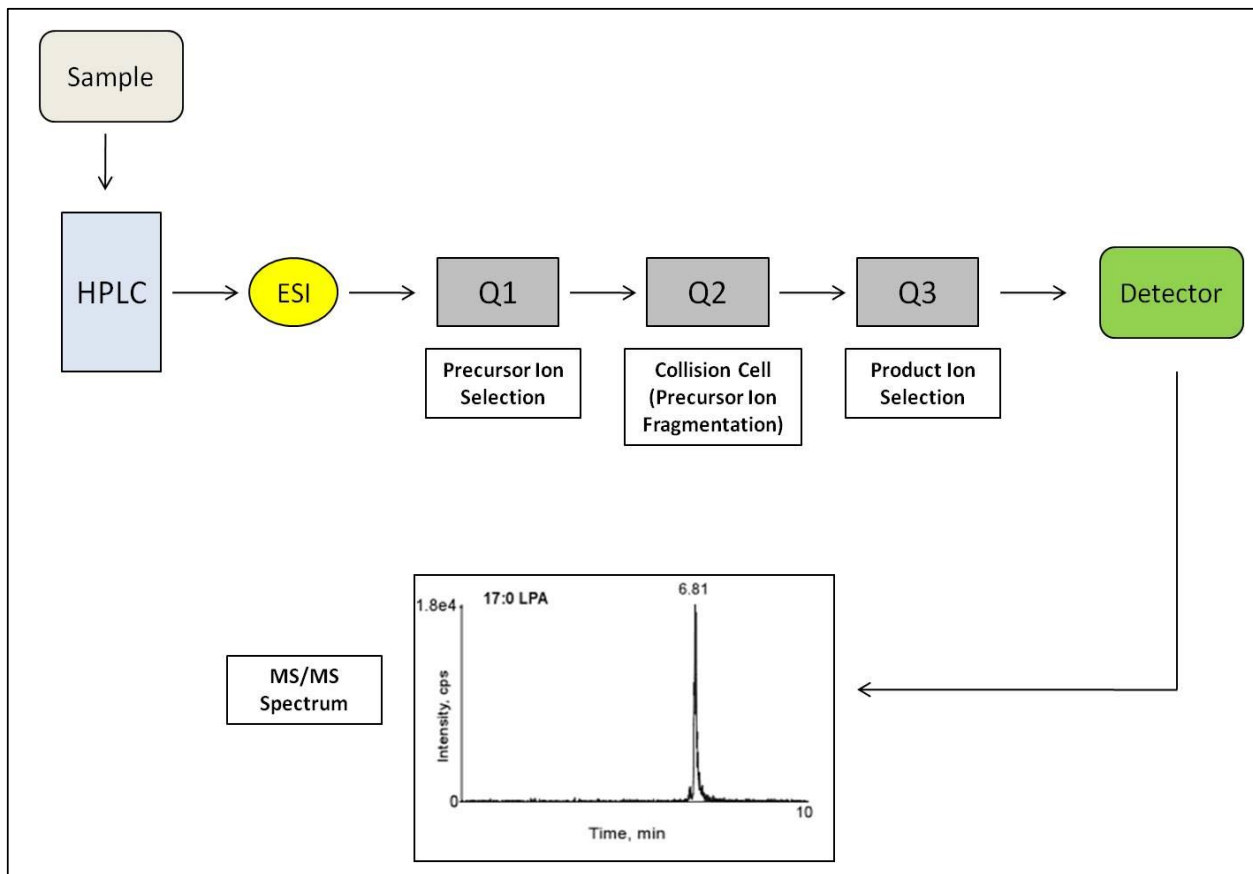 Sample
HPLC
ESI
Q1
Q2
Q3
Detector
Precursor Ion
Selection
Collision Cell
(Precursor Ion
Fragmentation)
Product Ion
Selection
MS/MS
Spectrum
6.81
1.8e4
17:0 LPA
Intensity, cps
0
10
Time, min